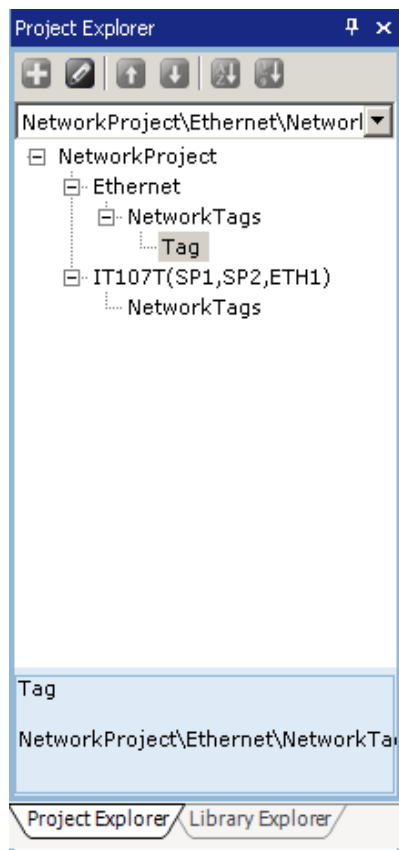 Project Explorer
NetworkProject\Ethernet\Networl
NetworkProject
Ethernet
NetworkTags
Tag
IT107T(SP1,SP2,ETH1)
NetworkTags
Tag
NetworkProject\Ethernet\NetworkTa
Project Explorer Library Explorer